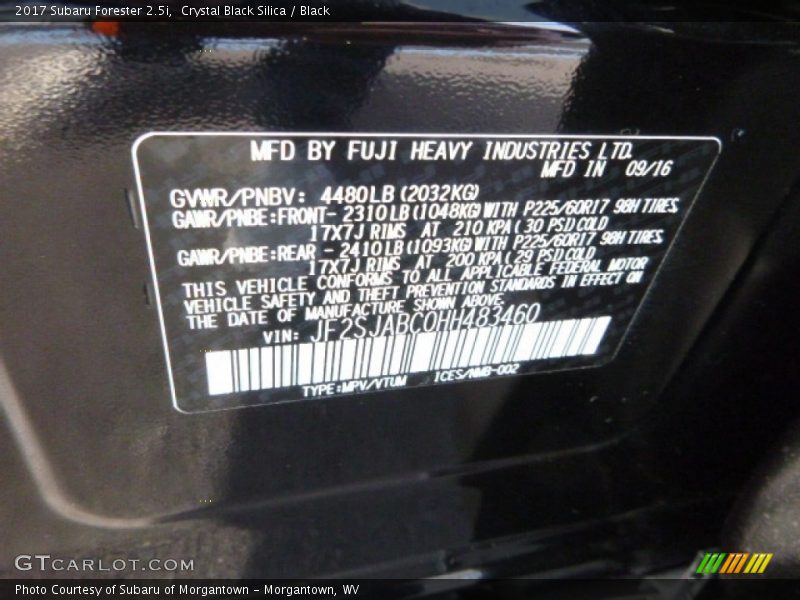 2017 Subaru Forester 2.5i,  Crystal Black Silica / Black
MFD BY FUJI HEAVY INDUSTRIES LTD.
MFD IN 09/16
GVWR/PNBV: 4480LB (2032KG)
GAWR/PNBE:FRONT- 2310LB (1048KG) WITH P225/60R17 98H TIRES,
17X7J RIMS AT 210 KPA ( 30 PSI) COLD
GAWR/PNBE:REAR - 2410LB (1093KG) WITH P225/60R17 98H TIRES,
17X7J RIMS AT 200 KPA ( 29 PSI) COLD
THIS VEHICLE CONFORMS TO ALL APPLICABLE FEDERAL MOTOR
VEHICLE SAFETY AND THEFT PREVENTION STANDARDS IN EFFECT ON
THE DATE OF MANUFACTURE SHOWN ABOVE.
VIN: JF2SJABC0HH483460
TYPE:MPV/VTUM ICES/NMB-002
GTCARLOT.COM
Photo Courtesy of Subaru of Morgantown - Morgantown, WV